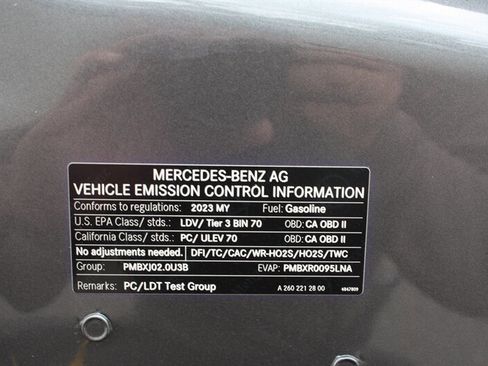 MERCEDES-BENZ AG
VEHICLE EMISSION CONTROL INFORMATION
Conforms to regulations: 2023 MY Fuel: Gasoline
U.S. EPA Class/ stds.: LDV/ Tier 3 BIN 70 OBD: CA OBD II
California Class/ stds.: PC/ ULEV 70 OBD: CA OBD II
No adjustments needed. DFI/TC/CAC/WR-HO2S/HO2S/TWC
Group: PMBXJ02.0U3B EVAP: PMBXR0095LNA
Remarks: PC/LDT Test Group A 260 221 28 00 4847809